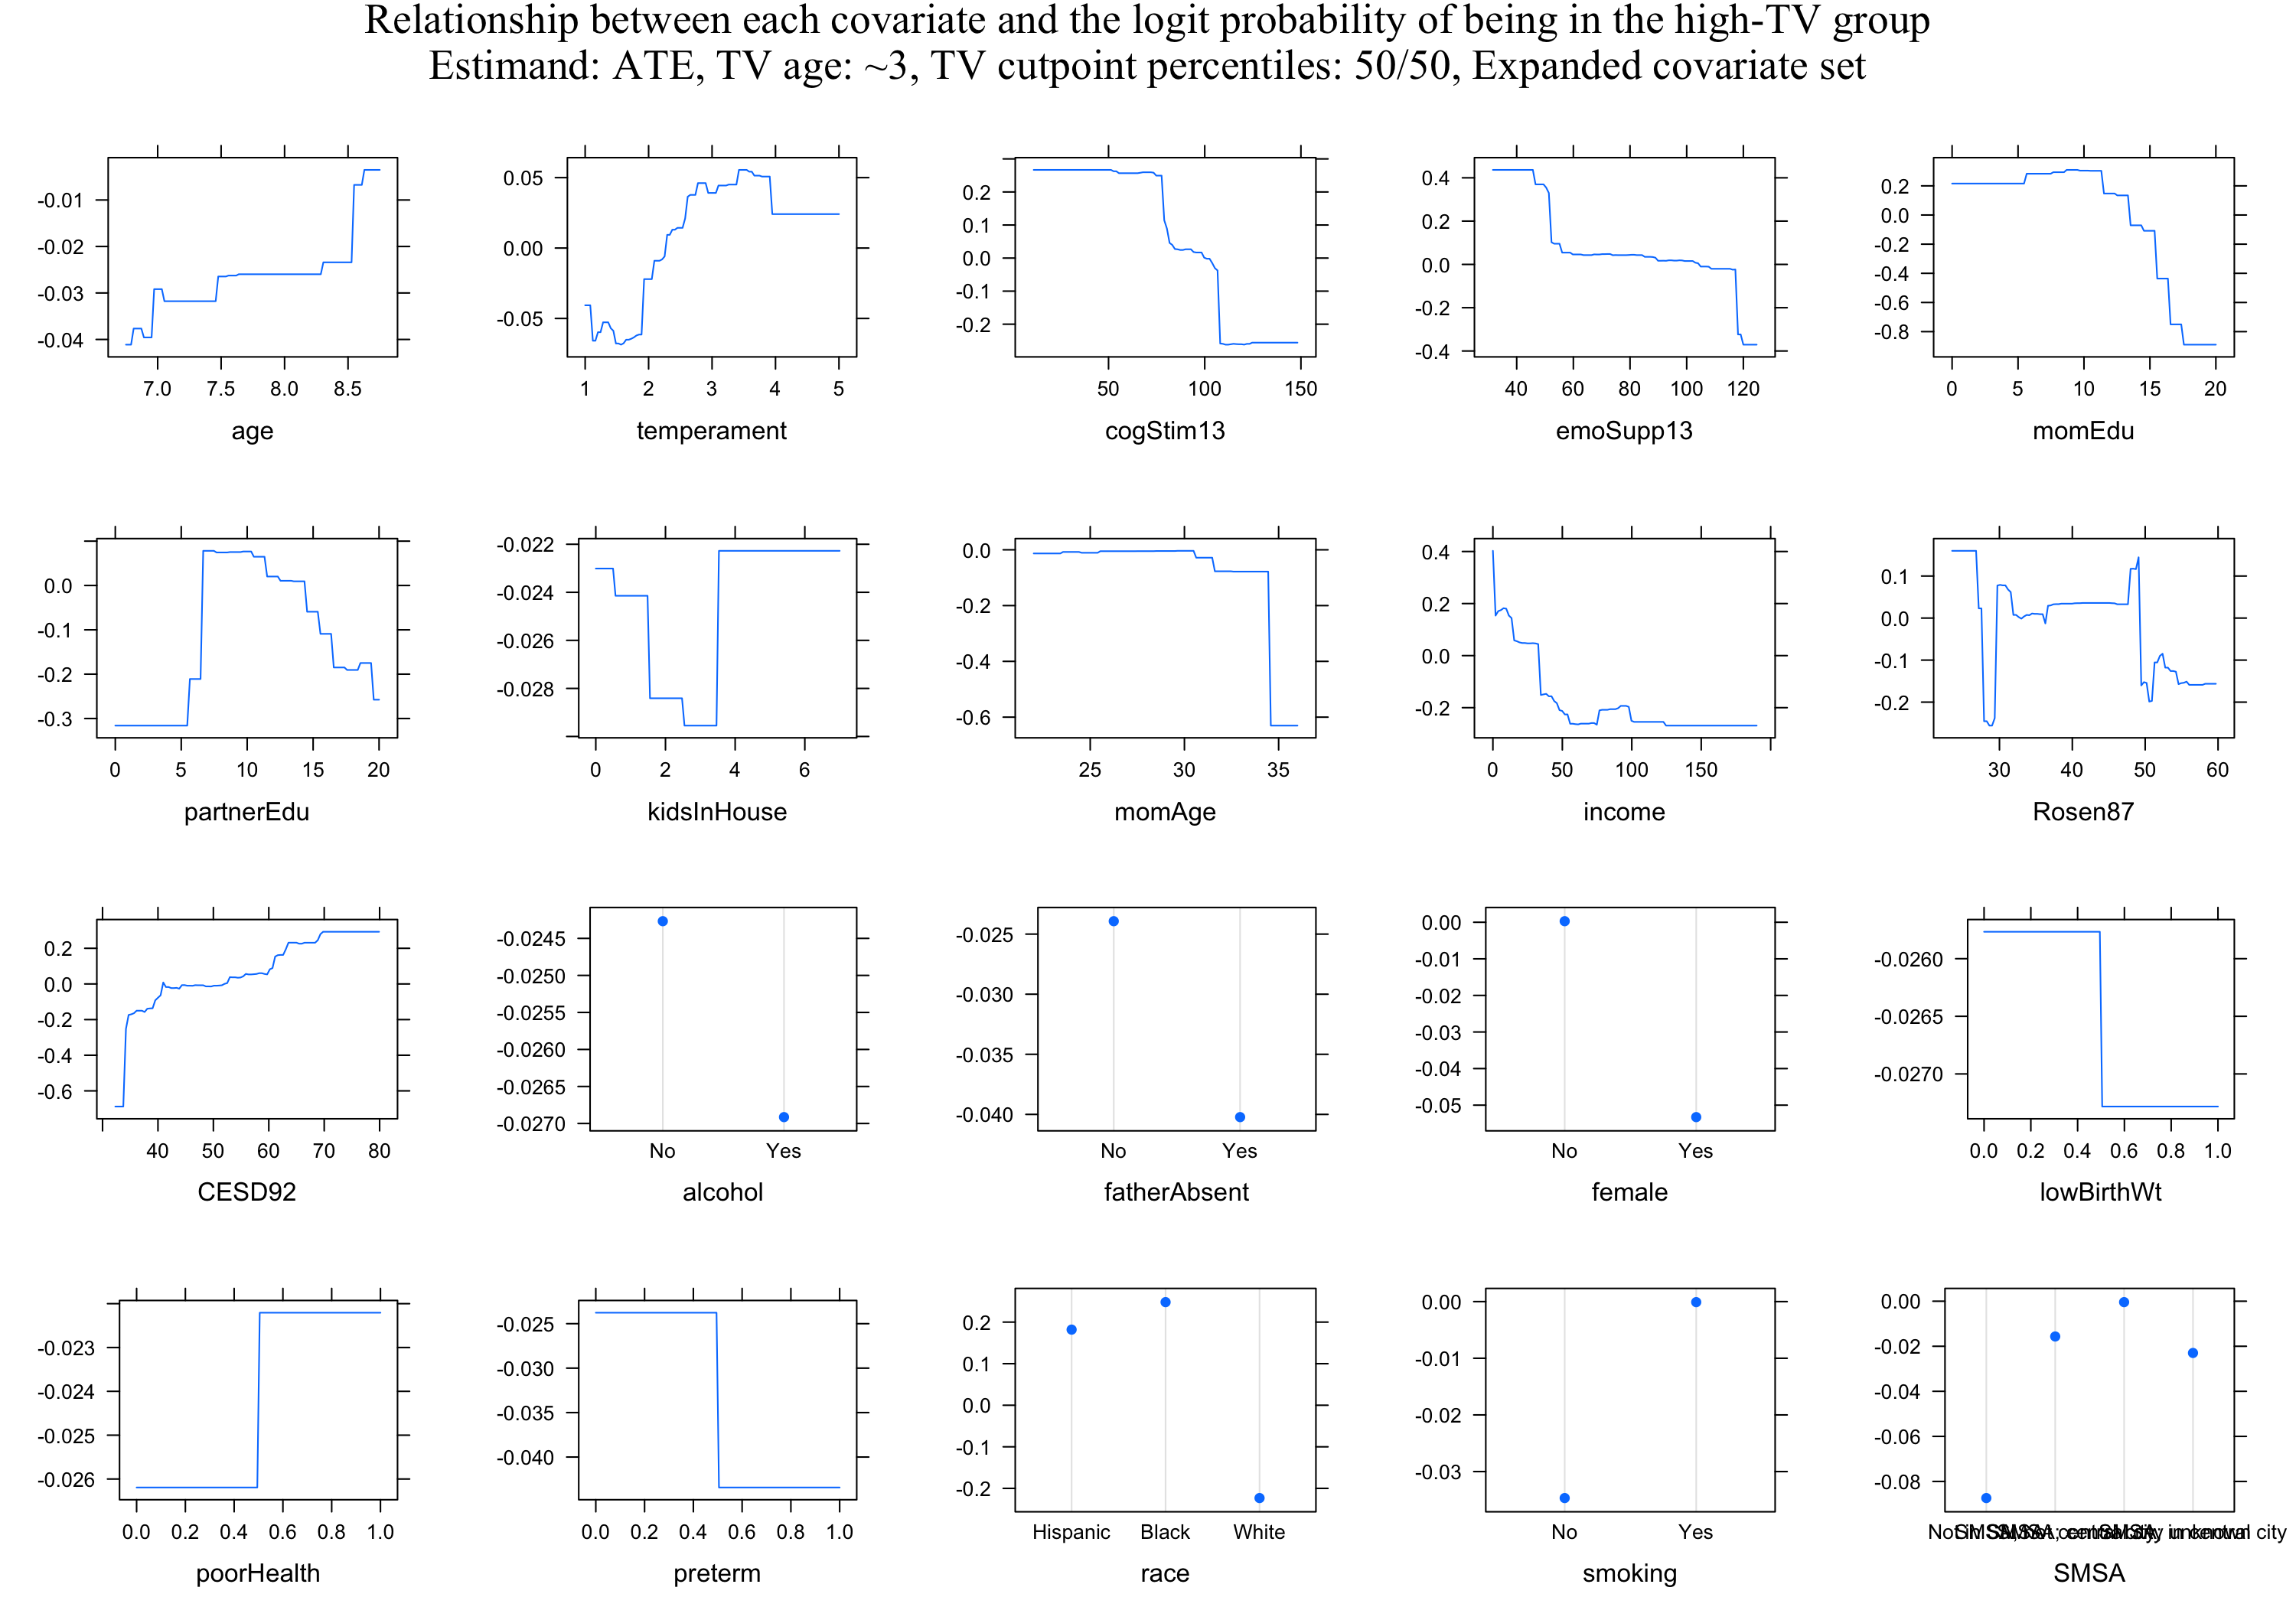 Relationship between each covariate and the logit probability of being in the high-TV group
Estimand: ATE, TV age: ~3, TV cutpoint percentiles: 50/50, Expanded covariate set
-0.01
-0.02
-0.03
-0.04
7.0 7.5 8.0 8.5
age
0.05
0.00
-0.05
1 2 3 4 5
temperament
0.2
0.1
0.0
-0.1
-0.2
50 100 150
cogStim13
0.4
0.2
0.0
-0.2
-0.4
40 60 80 100 120
emoSupp13
0.2
0.0
-0.2
-0.4
-0.6
-0.8
0 5 10 15 20
momEdu
0.0
-0.1
-0.2
-0.3
0 5 10 15 20
partnerEdu
-0.022
-0.024
-0.026
-0.028
0 2 4 6
kidsInHouse
0.0
-0.2
-0.4
-0.6
25 30 35
momAge
0.4
0.2
0.0
-0.2
0 50 100 150
income
0.1
0.0
-0.1
-0.2
30 40 50 60
Rosen87
0.2
0.0
-0.2
-0.4
-0.6
40 50 60 70 80
CESD92
-0.0245
-0.0250
-0.0255
-0.0260
-0.0265
-0.0270
No Yes
alcohol
-0.025
-0.030
-0.035
-0.040
No Yes
fatherAbsent
0.00
-0.01
-0.02
-0.03
-0.04
-0.05
No Yes
female
-0.0260
-0.0265
-0.0270
0.0 0.2 0.4 0.6 0.8 1.0
lowBirthWt
-0.023
-0.024
-0.025
-0.026
0.0 0.2 0.4 0.6 0.8 1.0
poorHealth
-0.025
-0.030
-0.035
-0.040
0.0 0.2 0.4 0.6 0.8 1.0
preterm
0.2
0.1
0.0
-0.1
-0.2
Hispanic Black White
race
0.00
-0.01
-0.02
-0.03
No Yes
smoking
0.00
-0.02
-0.04
-0.06
-0.08
city
SMSA